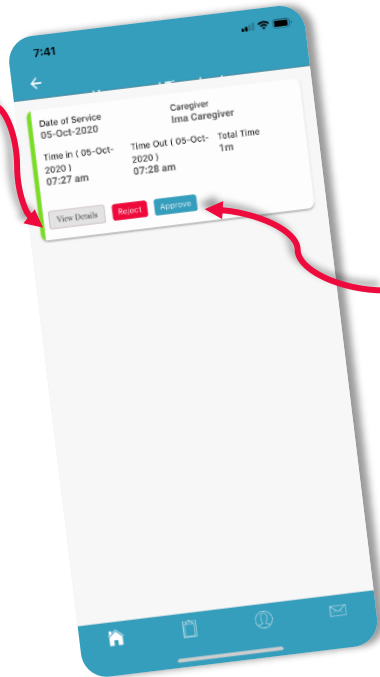 7:41
Date of Service
Caregiver
05-Oct-2020
Ima Caregiver
Time in ( 05-Oct-
2020 )
07:27 am
Time Out ( 05-Oct-
2020 )
07:28 am
Total Time
1m
View Details
Reject
Approve